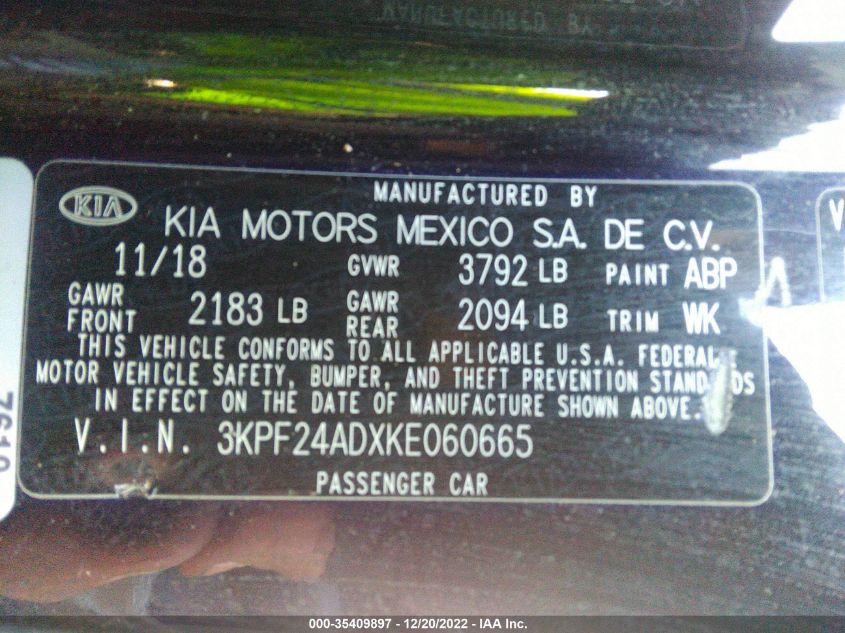 MANUFACTURED BY
KIA
KIA MOTORS MEXICO S.A. DE C.V.
11/18 GVWR 3792 LB PAINT ABP
GAWR FRONT 2183 LB GAWR REAR 2094 LB TRIM WK
THIS VEHICLE CONFORMS TO ALL APPLICABLE U.S.A. FEDERAL
MOTOR VEHICLE SAFETY, BUMPER, AND THEFT PREVENTION
IN EFFECT ON THE DATE OF MANUFACTURE SHOWN ABOVE.
V.I.N. 3KPF24ADXKE060665
PASSENGER CAR
V
000-35409897 - 12/20/2022 - IAA Inc.